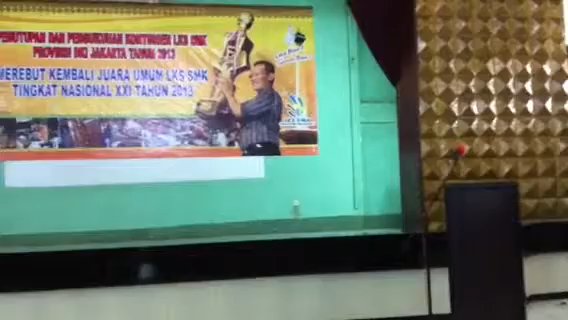 PENUTUPAN DAN PENGUKUHAN KONTINGEN LKS SMK
PROVINSI DKI JAKARTA TAHUN 2013
MEREBUT KEMBALI JUARA UMUM LKS SMK
TINGKAT NASIONAL XXI TAHUN 2013